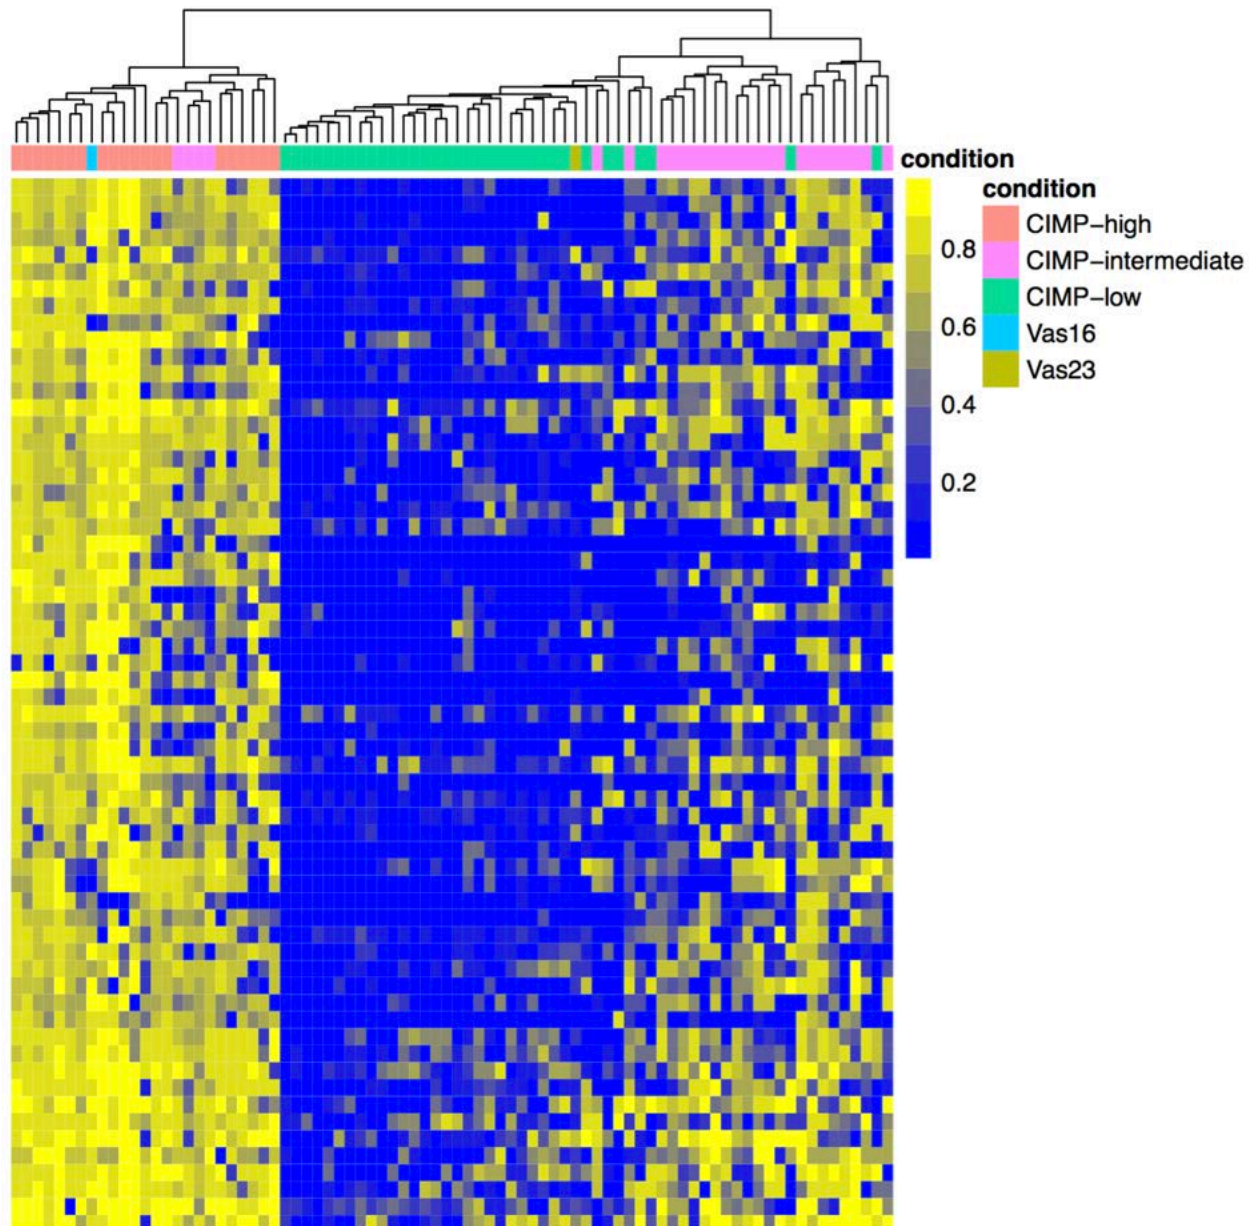 condition
condition
CIMP−high
CIMP−intermediate
CIMP−low
Vas16
Vas23
0.8
0.6
0.4
0.2